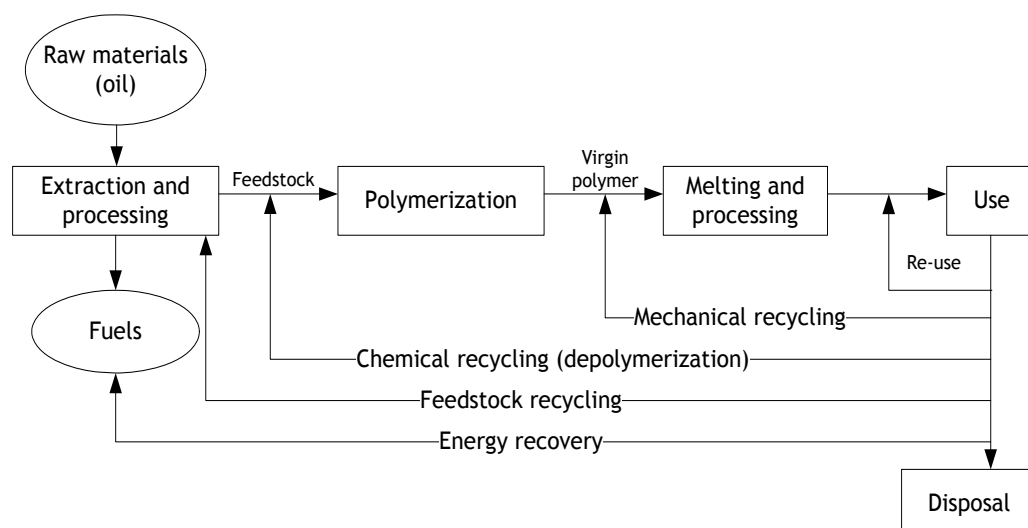 Raw materials
(oil)
Extraction and
processing
Feedstock
Polymerization
Virgin
polymer
Melting and
processing
Use
Re-use
Fuels
Mechanical recycling
Chemical recycling (depolymerization)
Feedstock recycling
Energy recovery
Disposal